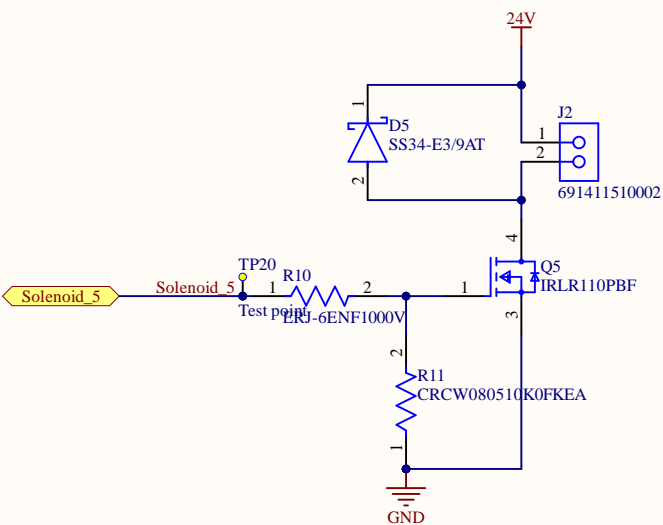 24V
J2
1
D5
SS34-E3/9AT
1
2
2
691411510002
4
TP20
Q5
R10
IRLR110PBF
Solenoid_5
Solenoid_5
1
2
1
Test point
ERJ-6ENF1000V
3
2
R11
CRCW080510K0FKEA
1
GND